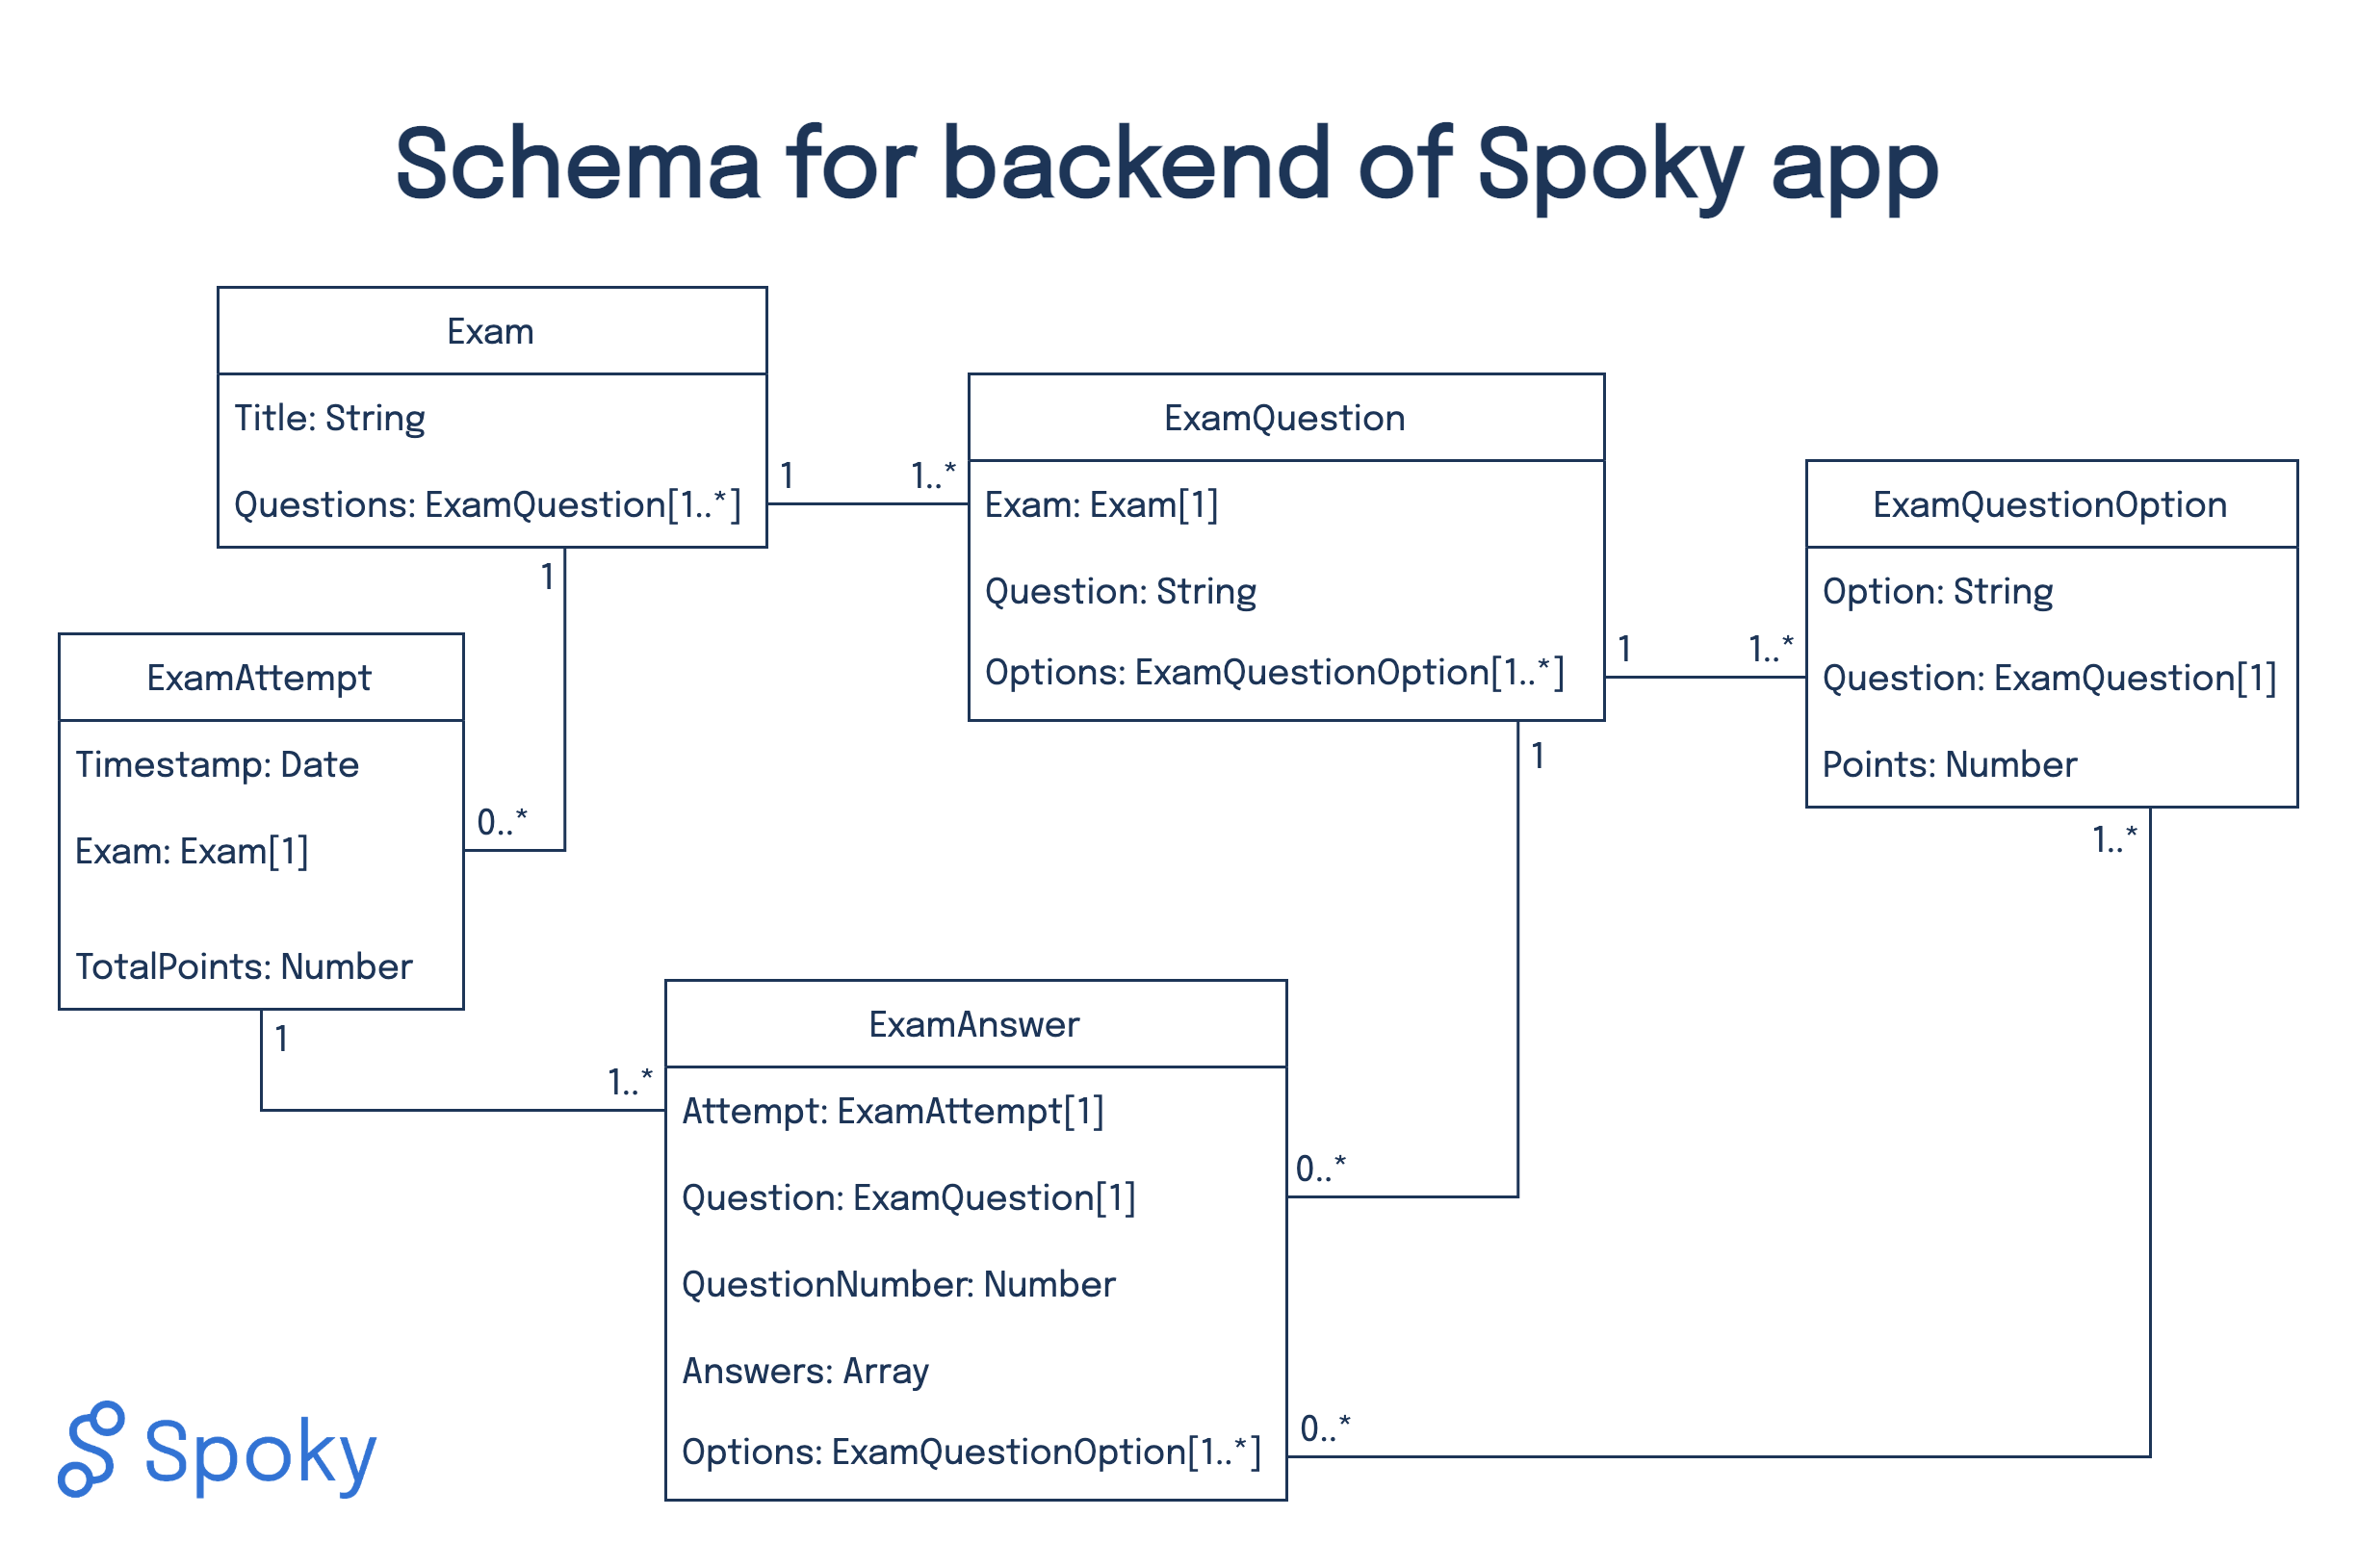 Schema for backend of Spoky app
Exam
Title: String
Questions: ExamQuestion[1..*]
1
1..*
ExamQuestion
Exam: Exam[1]
Question: String
Options: ExamQuestionOption[1..*]
1
1..*
ExamQuestionOption
Option: String
Question: ExamQuestion[1]
Points: Number
1
0..*
ExamAttempt
Timestamp: Date
Exam: Exam[1]
TotalPoints: Number
1
1..*
1
0..*
1..*
0..*
ExamAnswer
Attempt: ExamAttempt[1]
Question: ExamQuestion[1]
QuestionNumber: Number
Answers: Array
Options: ExamQuestionOption[1..*]
Spoky